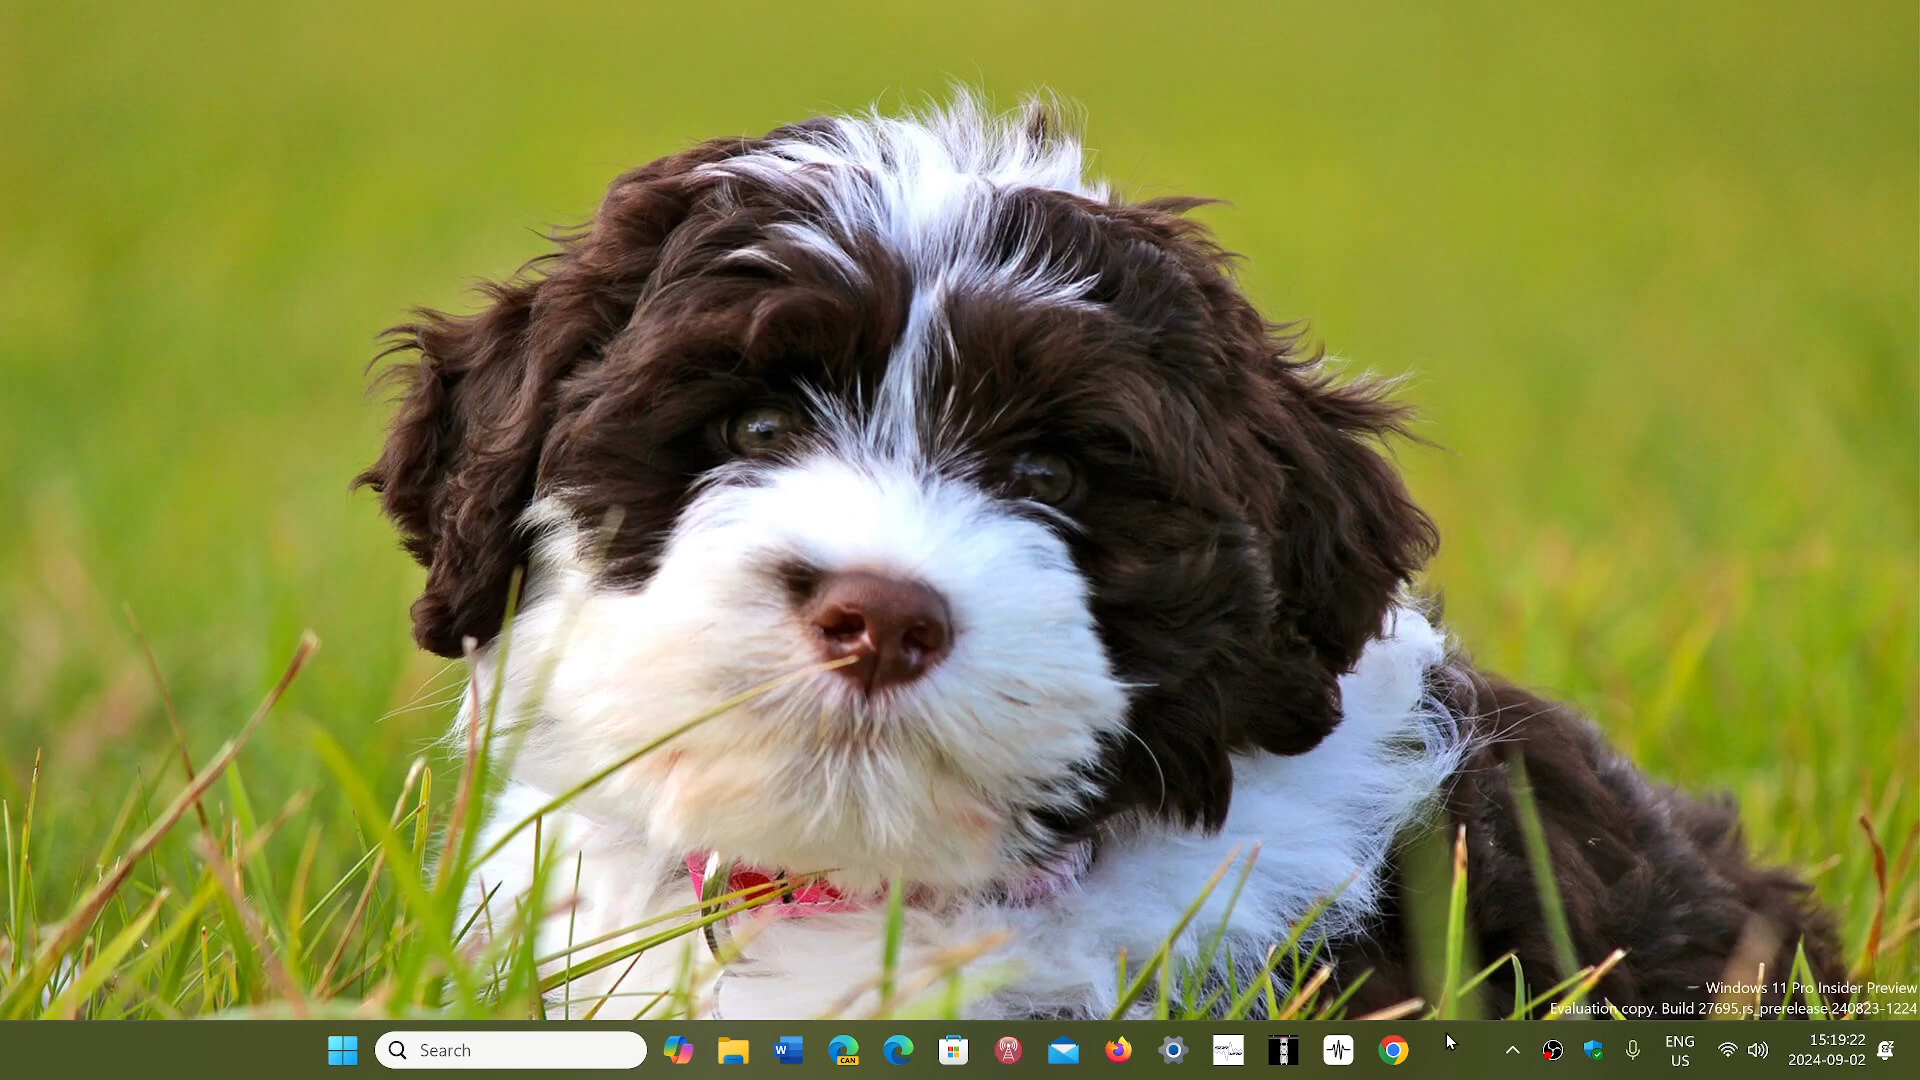 Windows 11 Pro Insider Preview
Evaluation copy. Build 27695.rs_prerelease.240823-1224
Search
W
CAN
ENG
US
15:19:22
2024-09-02